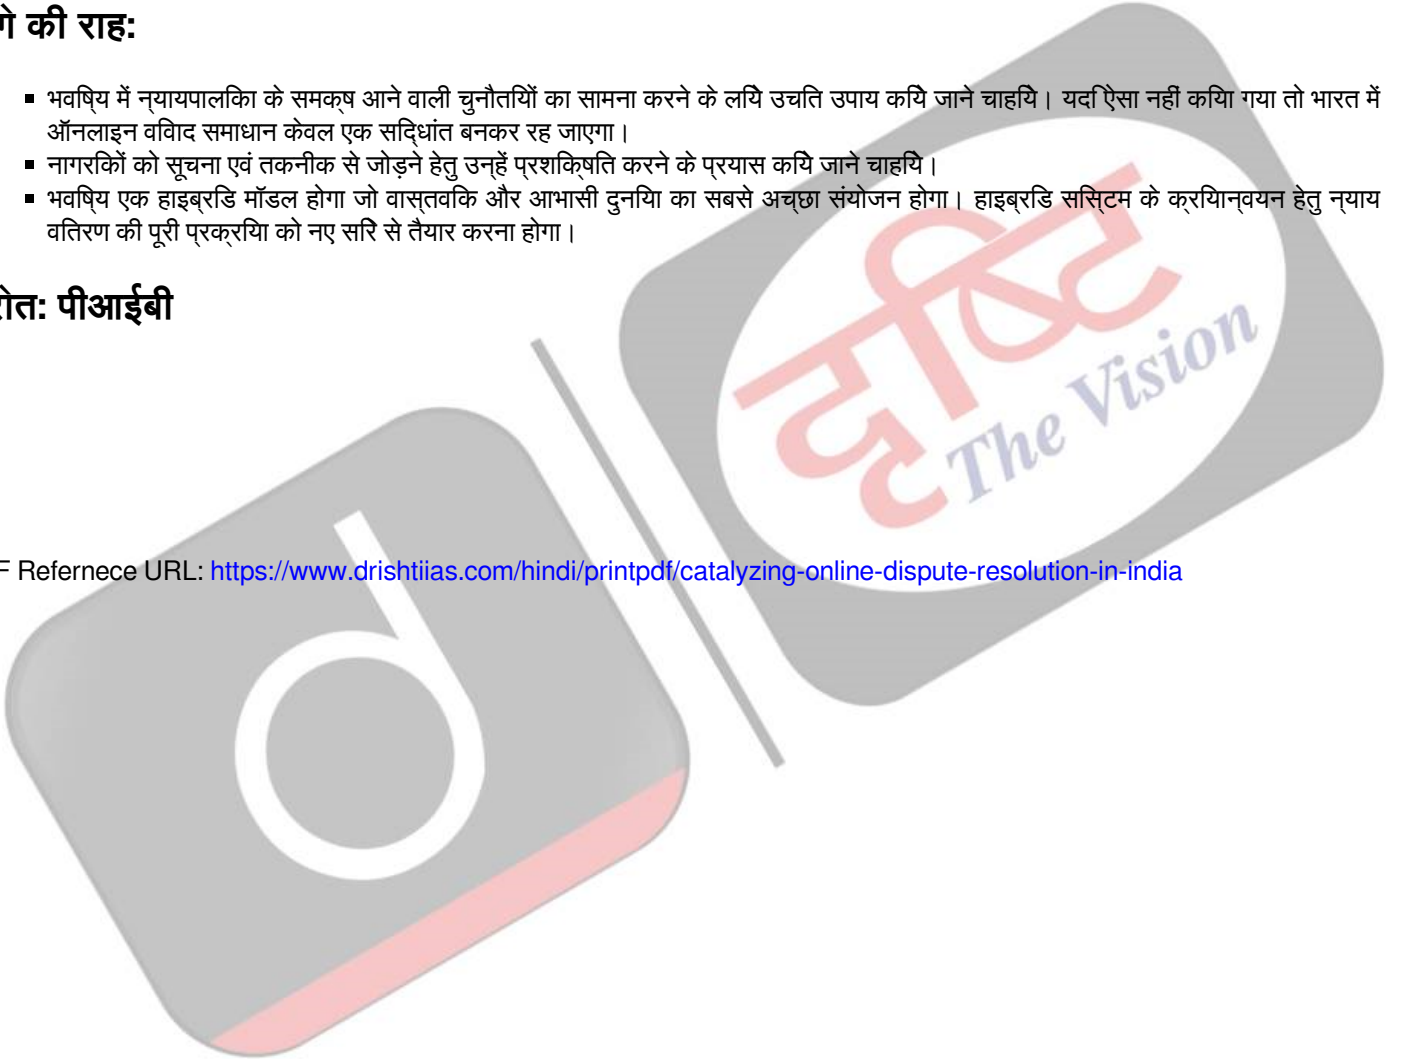 गे की राह:
भविष्य में न्यायपालिका के समक्ष आने वाली चुनौतियों का सामना करने के लिये उचित उपाय किये जाने चाहिये। यदि ऐसा नहीं किया गया तो भारत में
ऑनलाइन विवाद समाधान केवल एक सिद्धांत बनकर रह जाएगा।
नागरिकों को सूचना एवं तकनीक से जोड़ने हेतु उन्हें प्रशिक्षित करने के प्रयास किये जाने चाहिये।
भविष्य एक हाइब्रिड मॉडल होगा जो वास्तविक और आभासी दुनिया का सबसे अच्छा संयोजन होगा। हाइब्रिड सिस्टम के क्रियान्वयन हेतु न्याय
वितरण की पूरी प्रक्रिया को नए सिरे से तैयार करना होगा।
रोत: पीआईबी
दृष्टि
The Vision
F Refernece URL: https://www.drishtiias.com/hindi/printpdf/catalyzing-online-dispute-resolution-in-india
d